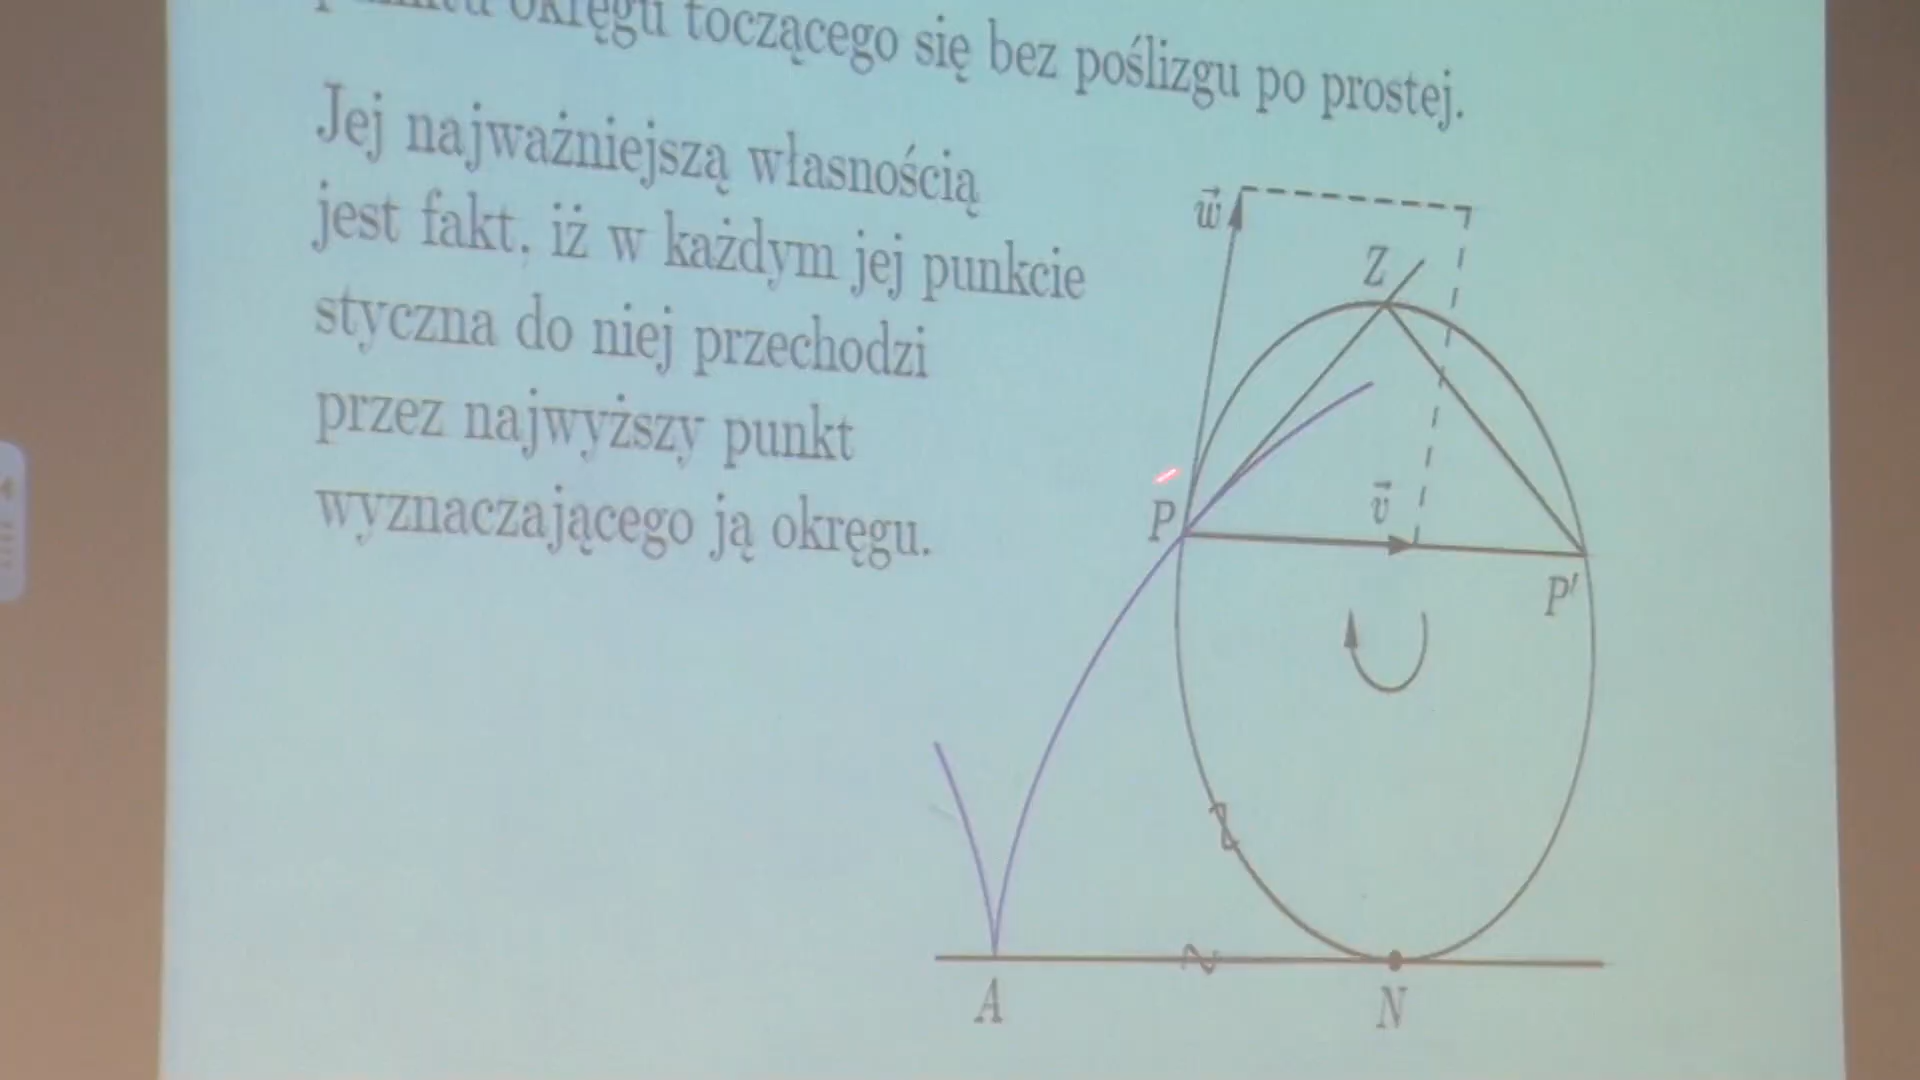 punktu okręgu toczącego się bez poślizgu po prostej.
Jej najważniejszą własnością
jest fakt, iż w każdym jej punkcie
styczna do niej przechodzi
przez najwyższy punkt
wyznaczającego ją okręgu.
w⃗
Z
P
v⃗
P′
A
N